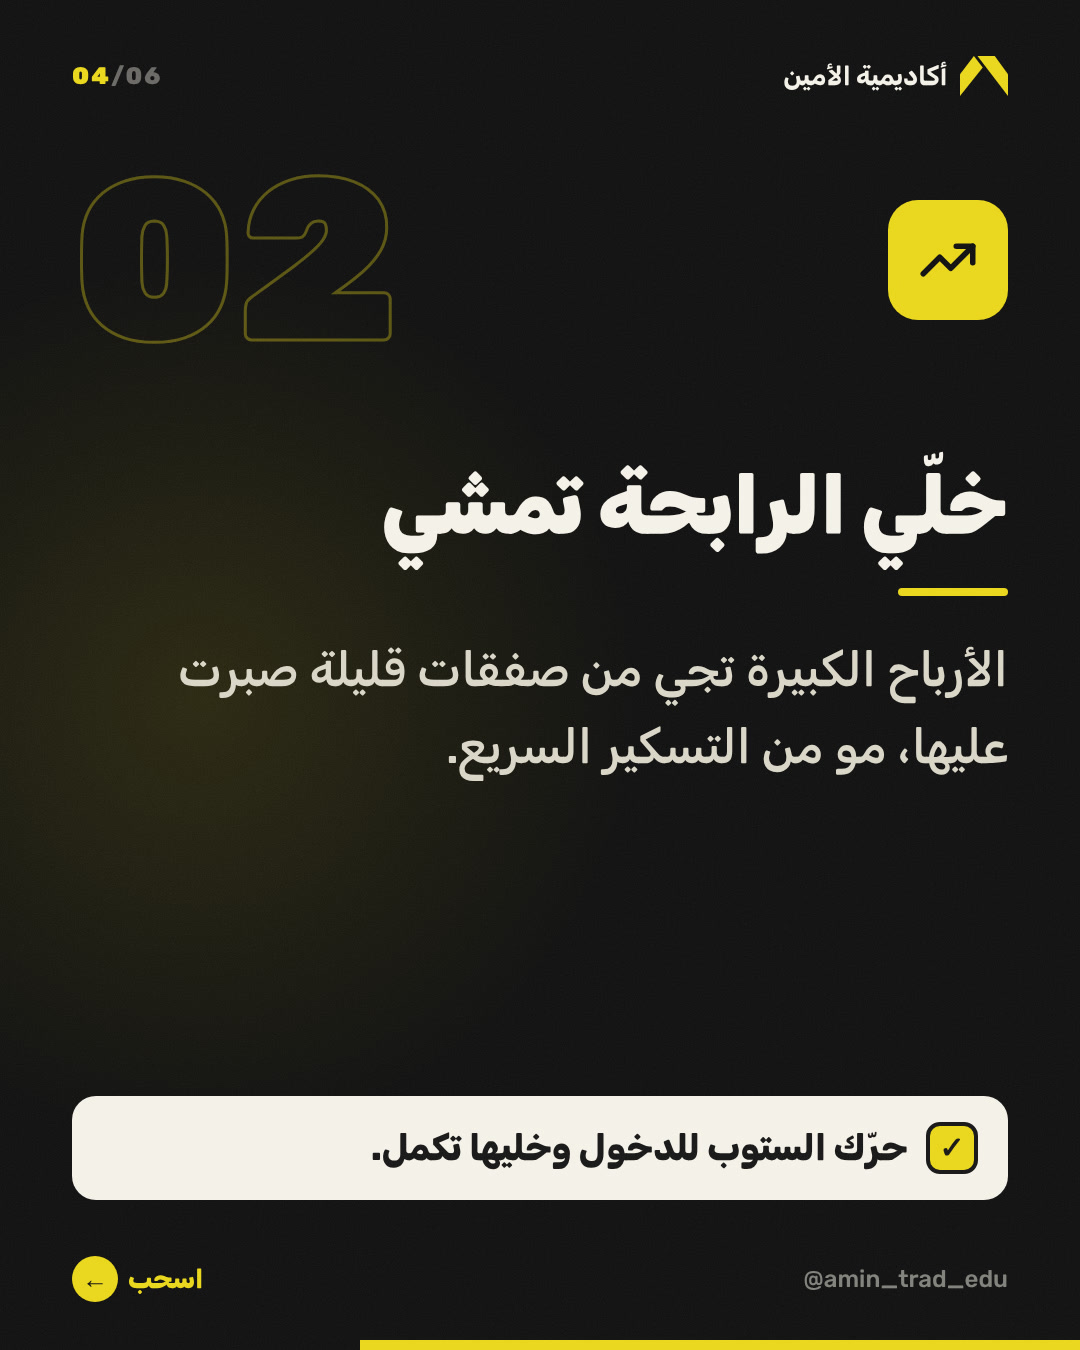 أكاديمية الأمين
04/06
02
خلّي الرابحة تمشي
الأرباح الكبيرة تجي من صفقات قليلة صبرت
عليها، مو من التسكير السريع.
✓ حرّك الستوب للدخول وخليها تكمل.
@amin_trad_edu
اسحب ←